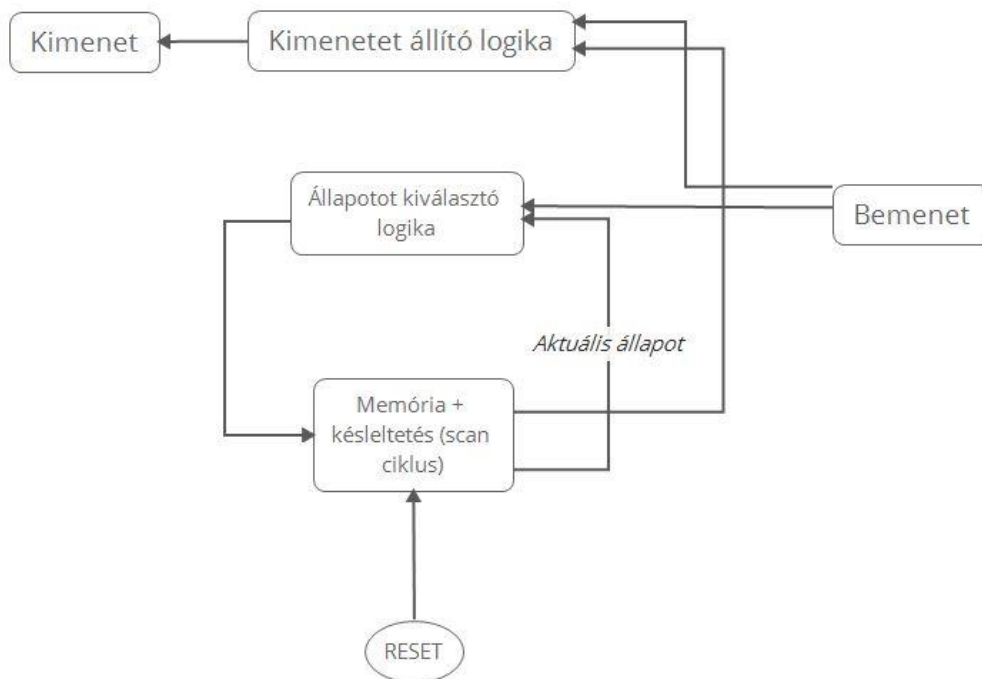 Kimenet
Kimenetet állító logika
Állapotot kiválasztó
logika
Bemenet
Aktuális állapot
Memória +
késleltetés (scan
ciklus)
RESET